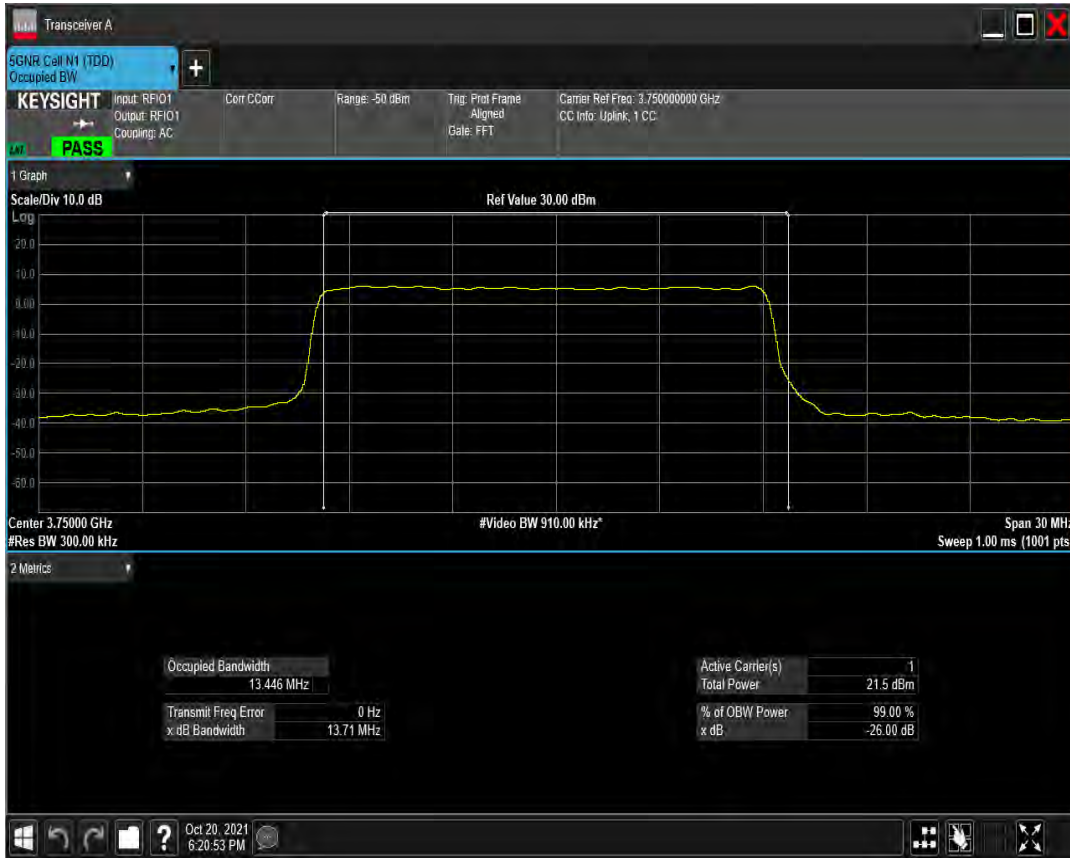 Transceiver A
5GNR Cell N1 (TDD)
Occupied BW
+
KEYSIGHT
Input: RFIO1
Output: RFIO1
Coupling: AC
Corr CCorr
Range: -50 dBm
Trig: Prot Frame
Aligned
Gate: FFT
Carrier Ref Freq: 3.750000000 GHz
CC Info: Uplink, 1 CC
PASS
1 Graph
Scale/Div 10.0 dB
Ref Value 30.00 dBm
Log
20.0
10.0
0.00
-10.0
-20.0
-30.0
-40.0
-50.0
-60.0
Center 3.75000 GHz
#Video BW 910.00 kHz*
Span 30 MHz
#Res BW 300.00 kHz
Sweep 1.00 ms (1001 pts
2 Metrics
Occupied Bandwidth
13.446 MHz
Transmit Freq Error 0 Hz
x dB Bandwidth 13.71 MHz
Active Carrier(s) 1
Total Power 21.5 dBm
% of OBW Power 99.00 %
x dB -26.00 dB
?
Oct 20, 2021
6:20:53 PM